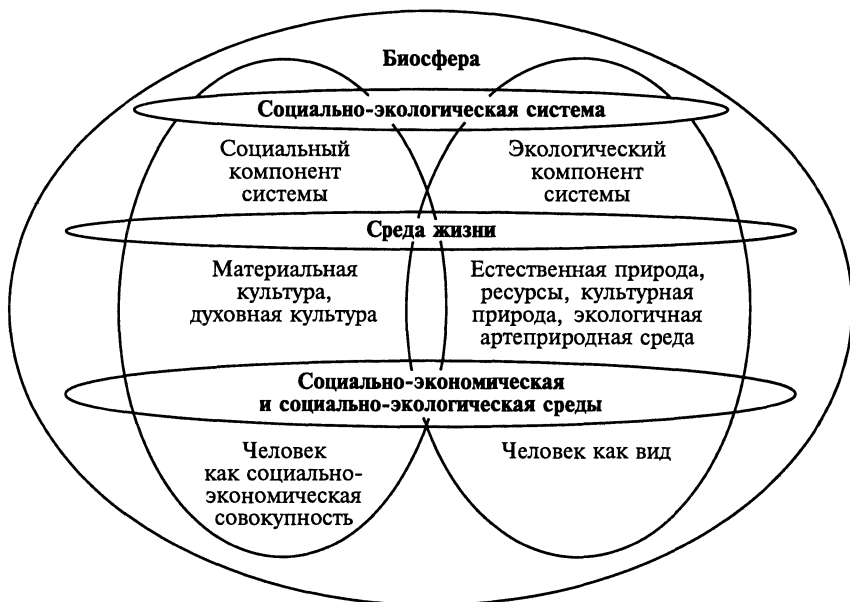 Биосфера
Социально-экологическая система
Социальный
компонент
системы
Экологический
компонент
системы
Среда жизни
Материальная
культура,
духовная культура
Естественная природа,
ресурсы, культурная
природа, экологичная
артеприродная среда
Социально-экономическая
и социально-экологическая среды
Человек
как социально-
экономическая
совокупность
Человек как вид